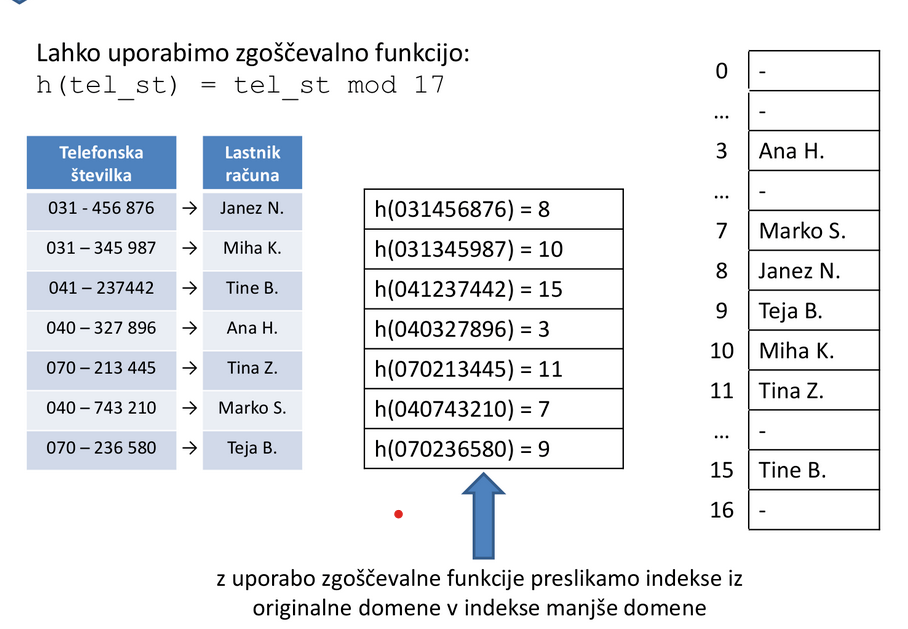 Lahko uporabimo zgoščevalno funkcijo:
h(tel_st) = tel_st mod 17
Telefonska
številka
Lastnik
računa
031 - 456 876 → Janez N.
031 – 345 987 → Miha K.
041 – 237442 → Tine B.
040 – 327 896 → Ana H.
070 – 213 445 → Tina Z.
040 – 743 210 → Marko S.
070 – 236 580 → Teja B.
h(031456876) = 8
h(031345987) = 10
h(041237442) = 15
h(040327896) = 3
h(070213445) = 11
h(040743210) = 7
h(070236580) = 9
0 -
... -
3 Ana H.
... -
7 Marko S.
8 Janez N.
9 Teja B.
10 Miha K.
11 Tina Z.
... -
15 Tine B.
16 -
z uporabo zgoščevalne funkcije preslikamo indekse iz
originalne domene v indekse manjše domene